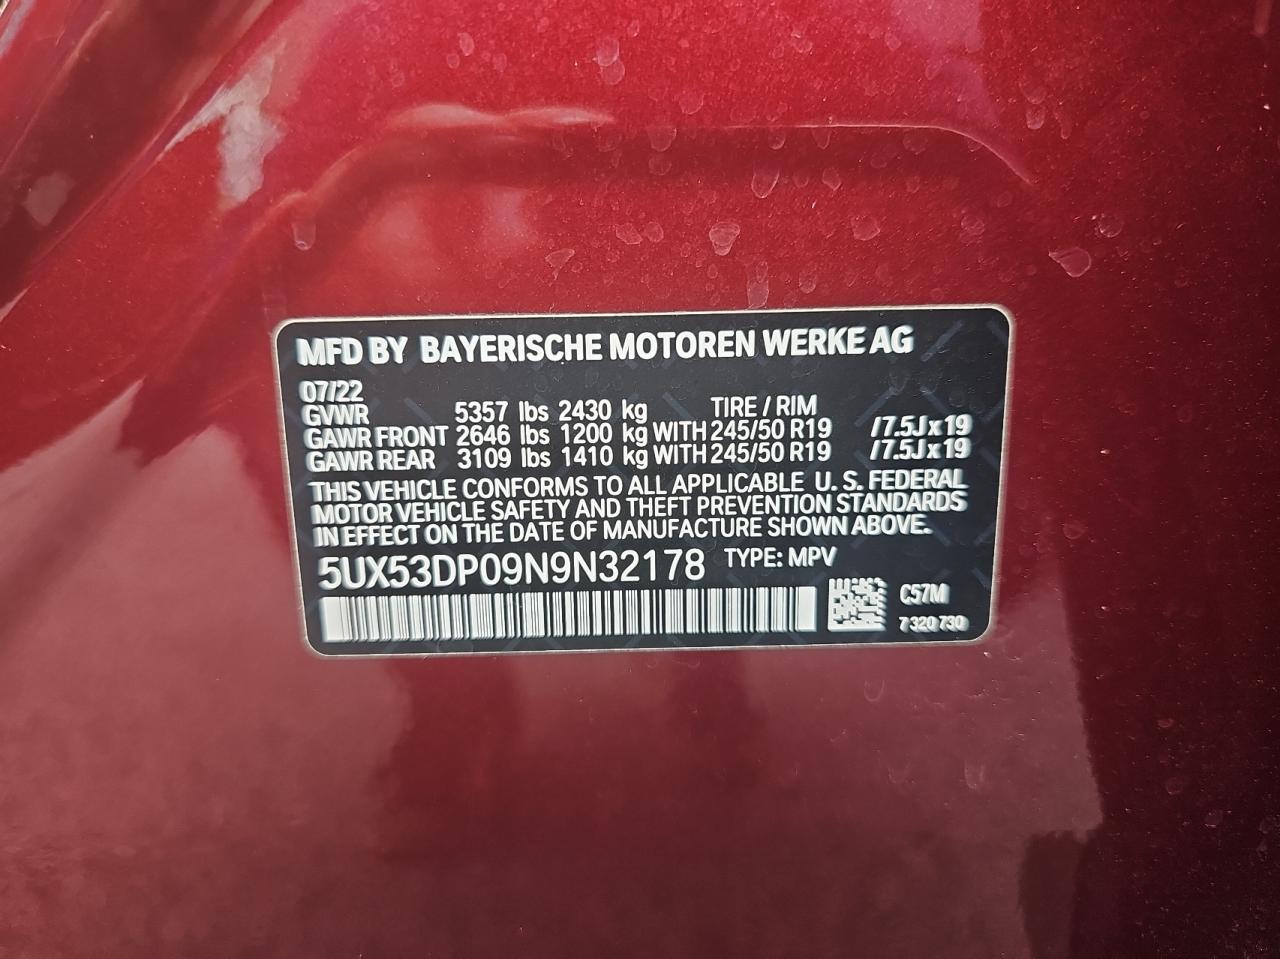 MFD BY BAYERISCHE MOTOREN WERKE AG
07/22
GVWR 5357 lbs 2430 kg TIRE / RIM
GAWR FRONT 2646 lbs 1200 kg WITH 245/50 R19 /7.5J x 19
GAWR REAR 3109 lbs 1410 kg WITH 245/50 R19 /7.5J x 19
THIS VEHICLE CONFORMS TO ALL APPLICABLE U. S. FEDERAL
MOTOR VEHICLE SAFETY AND THEFT PREVENTION STANDARDS
IN EFFECT ON THE DATE OF MANUFACTURE SHOWN ABOVE.
5UX53DP09N9N32178 TYPE: MPV
C57M
7 320 730